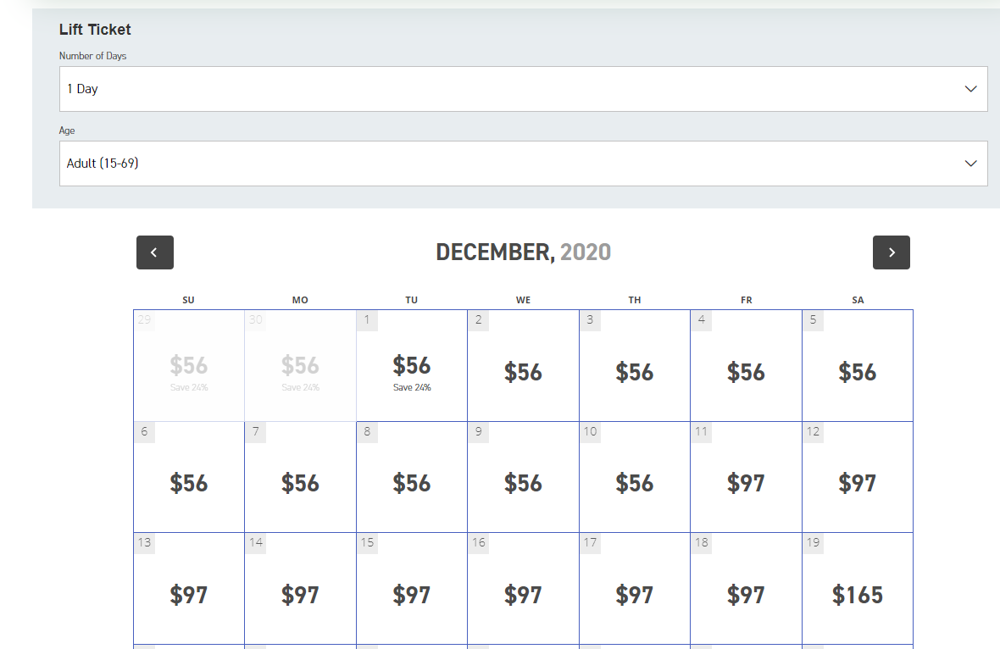 Lift Ticket
Number of Days
1 Day
Age
Adult (15-69)
DECEMBER, 2020
SU MO TU WE TH FR SA
29 30 1 2 3 4 5
$56 $56 $56 $56 $56 $56 $56
Save 24% Save 24% Save 24%
6 7 8 9 10 11 12
$56 $56 $56 $56 $56 $97 $97
13 14 15 16 17 18 19
$97 $97 $97 $97 $97 $97 $165